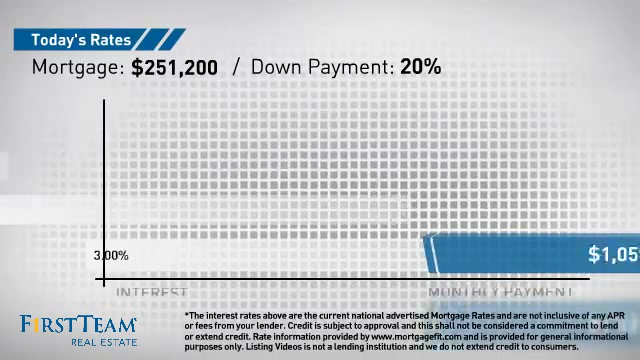 Today's Rates
Mortgage: $251,200 / Down Payment: 20%
3.00%
INTEREST
MONTHLY PAYMENT
FIRSTTEAM®
REAL ESTATE
*The interest rates above are the current national advertised Mortgage Rates and are not inclusive of any APR
or fees from your lender. Credit is subject to approval and this shall not be considered a commitment to lend
or extend credit. Rate information provided by www.mortgagefit.com and is provided for general informational
purposes only. Listing Videos is not a lending institution and we do not extend credit to consumers.